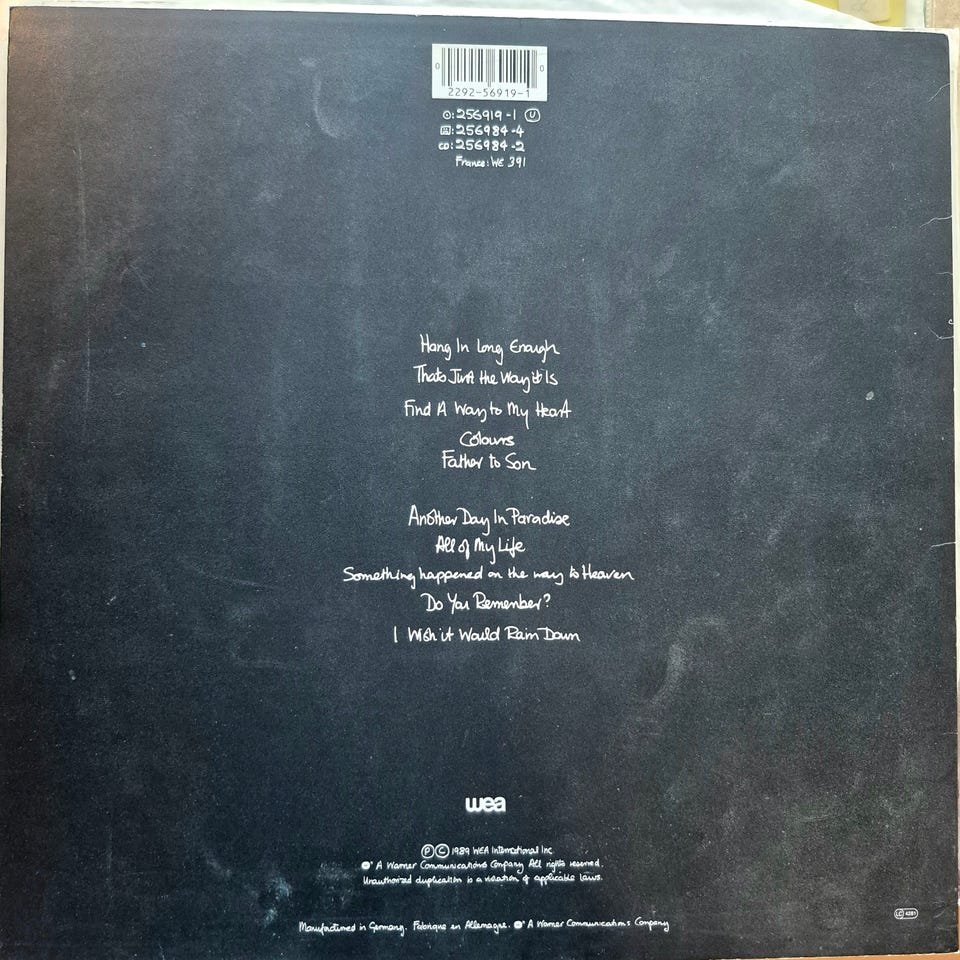 0 0
2292-56919-1
256919-1 U
256984-4
CD: 256984-2
France: WE 391
Hang In Long Enough
Thats Just the Way it Is
Find A Way to My Heart
Colours
Father to Son
Another Day In Paradise
All of My Life
Something happened on the way to Heaven
Do You Remember?
I Wish it Would Rain Down
wea
Ⓟ © 1989 WEA International Inc.
A Warner Communications Company All rights reserved.
Unauthorized duplication is a violation of applicable laws.
LC 4281
Manufactured in Germany. Fabriqué en Allemagne. A Warner Communications Company